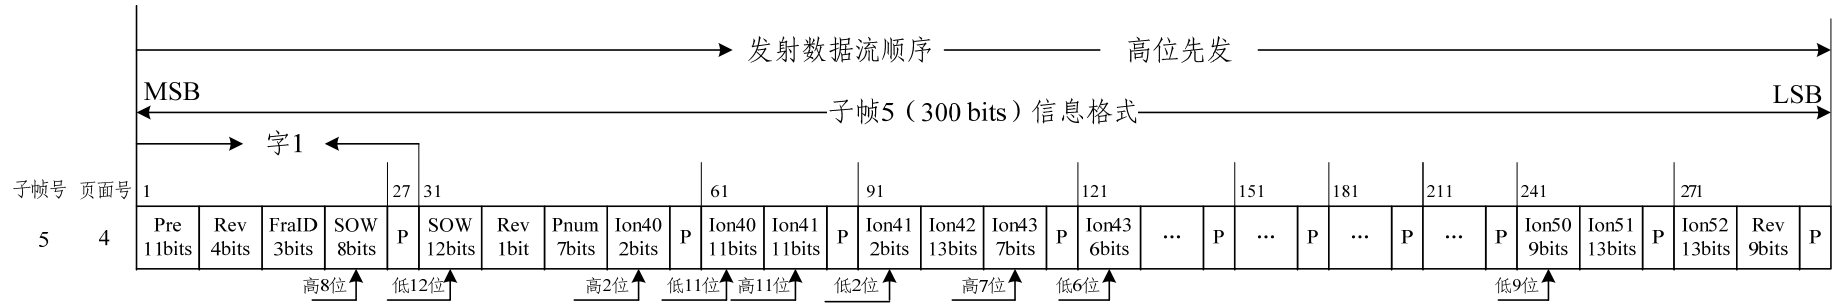 发射数据流顺序 高位先发
MSB LSB
子帧5（300 bits）信息格式
字1
子帧号 页面号 1 27 31 61 91 121 151 181 211 241 271
Pre Rev FraID SOW P SOW Rev Pnum Ion40 P Ion40 Ion41 P Ion41 Ion42 Ion43 P Ion43 ... P ... P ... P ... P Ion50 Ion51 P Ion52 Rev P
5 4 11bits 4bits 3bits 8bits 12bits 1bit 7bits 2bits 11bits 11bits 2bits 13bits 7bits 6bits 9bits 13bits 13bits 9bits
高8位 低12位 高2位 低11位 高11位 低2位 高7位 低6位 低9位